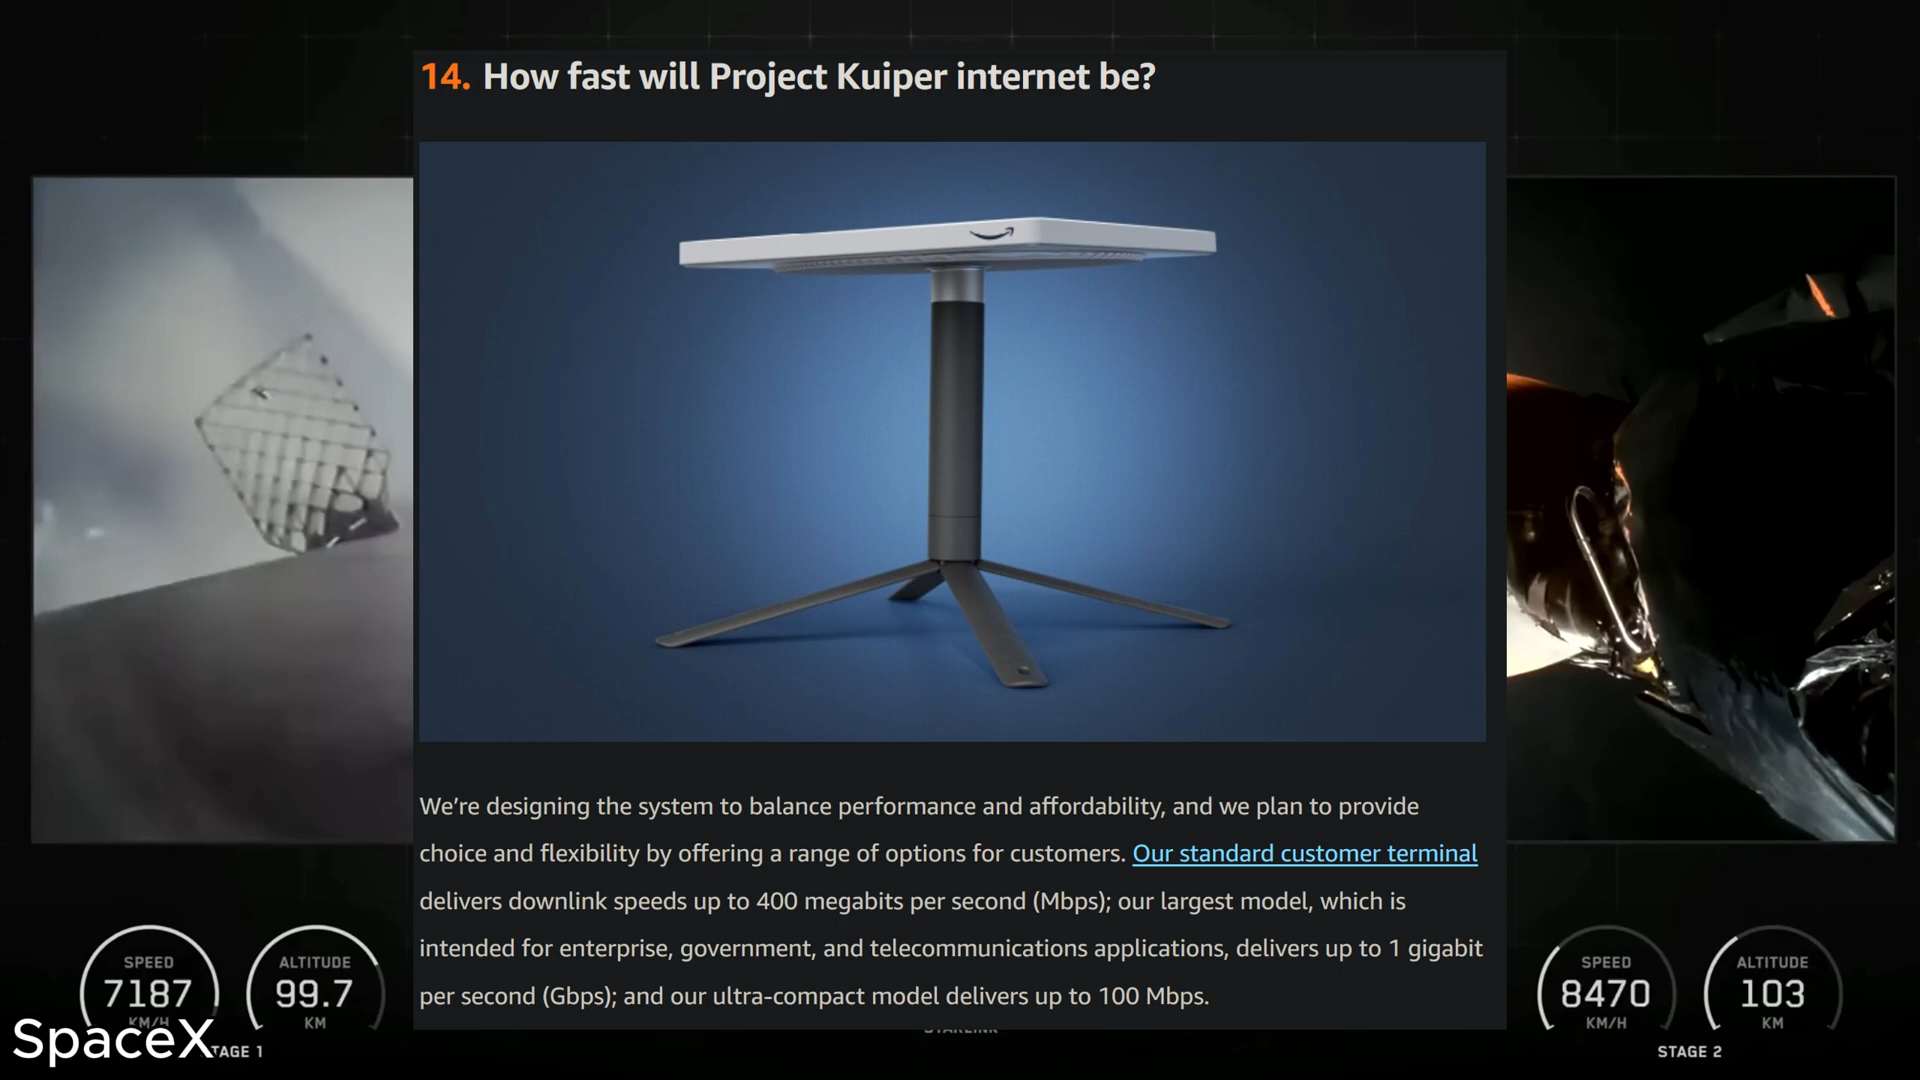 14. How fast will Project Kuiper internet be?
We're designing the system to balance performance and affordability, and we plan to provide
choice and flexibility by offering a range of options for customers. Our standard customer terminal
delivers downlink speeds up to 400 megabits per second (Mbps); our largest model, which is
intended for enterprise, government, and telecommunications applications, delivers up to 1 gigabit
per second (Gbps); and our ultra-compact model delivers up to 100 Mbps.
SPEED
7187
KM/H
ALTITUDE
99.7
KM
SpaceX
TAGE 1
STARLINK
SPEED
8470
KM/H
ALTITUDE
103
KM
STAGE 2